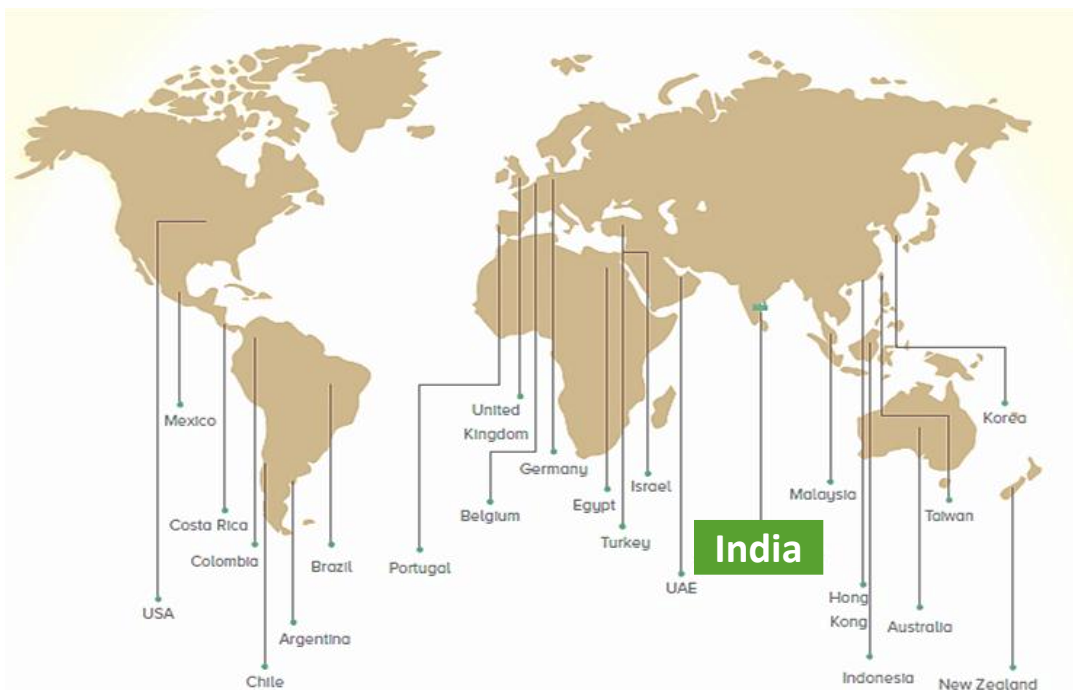 Mexico
Costa Rica
Colombia
USA
Brazil
Argentina
Chile
Portugal
United
Kingdom
Belgium
Germany
Egypt
Israel
Turkey
UAE
India
Malaysia
Hong
Kong
Indonesia
Australia
Taiwan
Korea
New Zealand